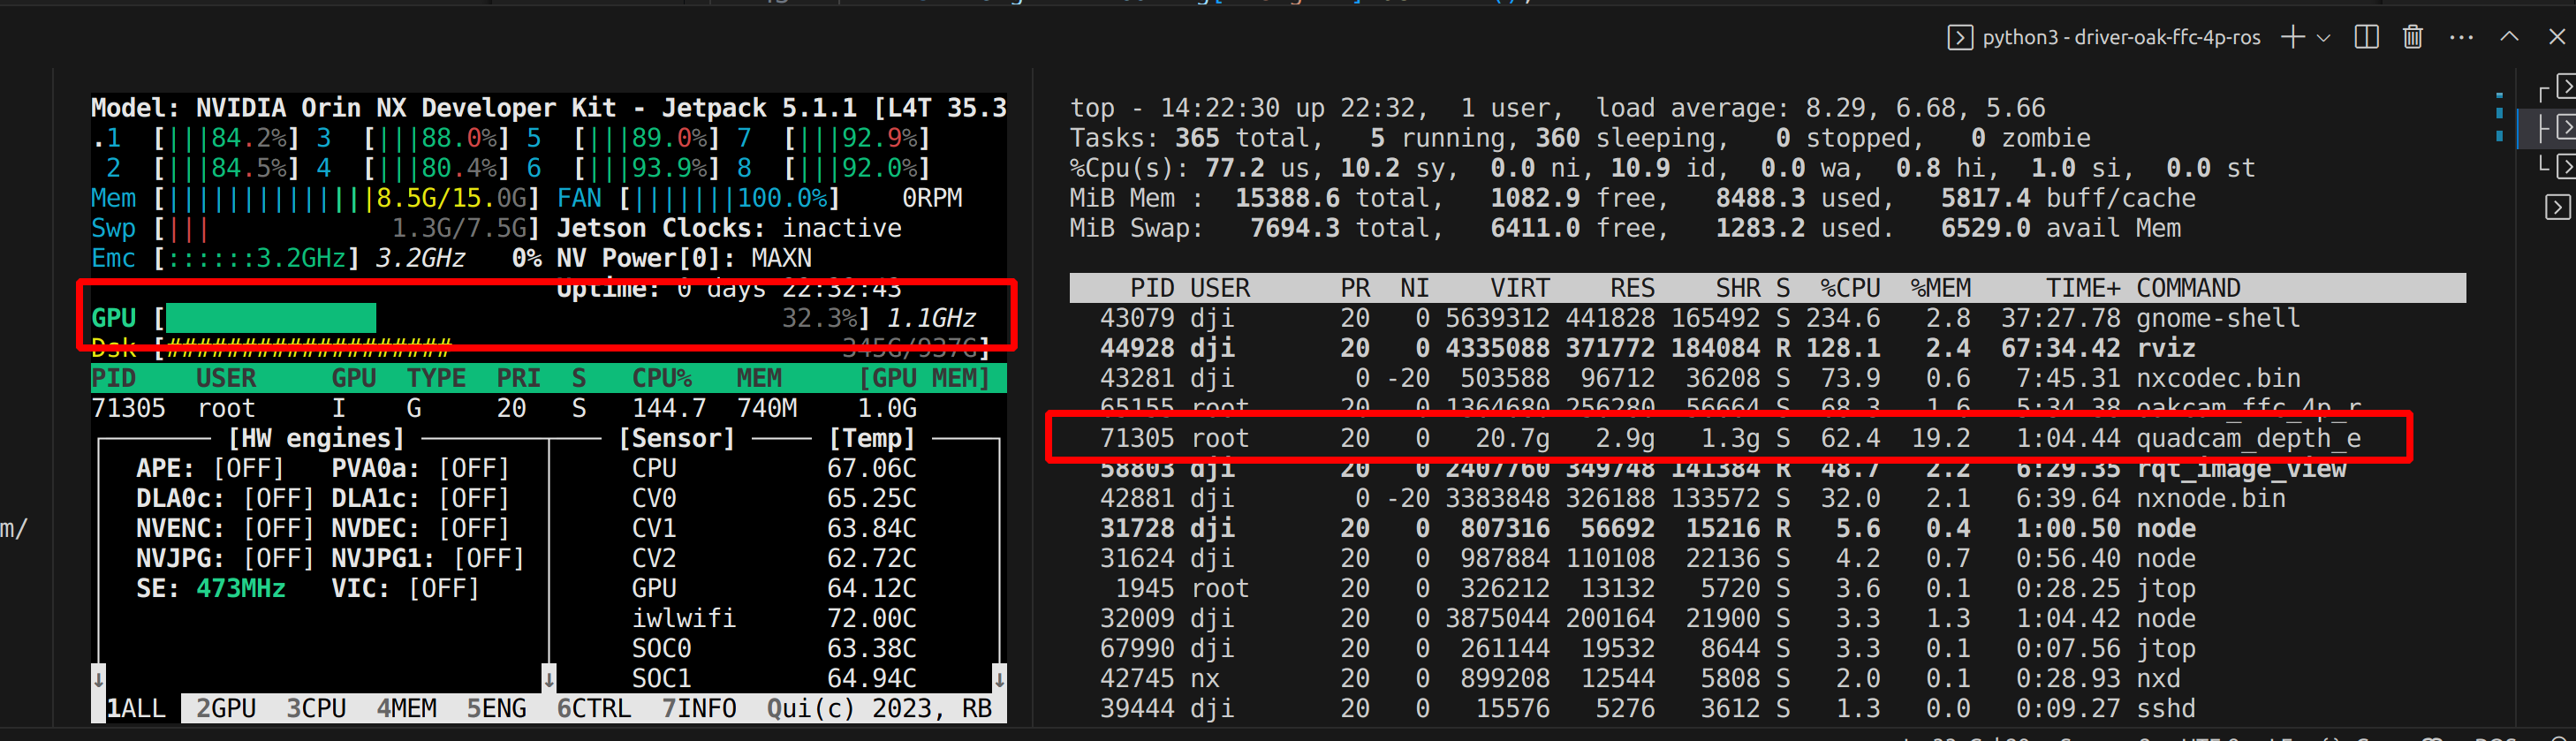 python3 - driver-oak-ffc-4p-ros
Model: NVIDIA Orin NX Developer Kit - Jetpack 5.1.1 [L4T 35.3
.1 [|||84.2%] 3 [|||88.0%] 5 [|||89.0%] 7 [|||92.9%]
2 [|||84.5%] 4 [|||80.4%] 6 [|||93.9%] 8 [|||92.0%]
Mem [||||||||||||||8.5G/15.0G] FAN [|||||||100.0%] 0RPM
Swp [||| 1.3G/7.5G] Jetson Clocks: inactive
Emc [::::::3.2GHz] 3.2GHz 0% NV Power[0]: MAXN
Uptime: 0 days 22:32:43
GPU [ 32.3%] 1.1GHz
Dsk [################### 345G/937G]
PID USER GPU TYPE PRI S CPU% MEM [GPU MEM]
71305 root I G 20 S 144.7 740M 1.0G
[HW engines] [Sensor] [Temp]
APE: [OFF] PVA0a: [OFF] CPU 67.06C
DLA0c: [OFF] DLA1c: [OFF] CV0 65.25C
NVENC: [OFF] NVDEC: [OFF] CV1 63.84C
NVJPG: [OFF] NVJPG1: [OFF] CV2 62.72C
SE: 473MHz VIC: [OFF] GPU 64.12C
iwlwifi 72.00C
SOC0 63.38C
↓ ↓ SOC1 64.94C ↓
1ALL 2GPU 3CPU 4MEM 5ENG 6CTRL 7INFO Qui(c) 2023, RB
top - 14:22:30 up 22:32, 1 user, load average: 8.29, 6.68, 5.66
Tasks: 365 total, 5 running, 360 sleeping, 0 stopped, 0 zombie
%Cpu(s): 77.2 us, 10.2 sy, 0.0 ni, 10.9 id, 0.0 wa, 0.8 hi, 1.0 si, 0.0 st
MiB Mem : 15388.6 total, 1082.9 free, 8488.3 used, 5817.4 buff/cache
MiB Swap: 7694.3 total, 6411.0 free, 1283.2 used. 6529.0 avail Mem
PID USER PR NI VIRT RES SHR S %CPU %MEM TIME+ COMMAND
43079 dji 20 0 5639312 441828 165492 S 234.6 2.8 37:27.78 gnome-shell
44928 dji 20 0 4335088 371772 184084 R 128.1 2.4 67:34.42 rviz
43281 dji 0 -20 503588 96712 36208 S 73.9 0.6 7:45.31 nxcodec.bin
65155 root 20 0 1364680 256280 56664 S 68.3 1.6 5:34.38 oakcam_ffc_4p_r
71305 root 20 0 20.7g 2.9g 1.3g S 62.4 19.2 1:04.44 quadcam_depth_e
58803 dji 20 0 2407760 349748 141384 R 48.7 2.2 6:29.35 rqt_image_view
42881 dji 0 -20 3383848 326188 133572 S 32.0 2.1 6:39.64 nxnode.bin
31728 dji 20 0 807316 56692 15216 R 5.6 0.4 1:00.50 node
31624 dji 20 0 987884 110108 22136 S 4.2 0.7 0:56.40 node
1945 root 20 0 326212 13132 5720 S 3.6 0.1 0:28.25 jtop
32009 dji 20 0 3875044 200164 21900 S 3.3 1.3 1:04.42 node
67990 dji 20 0 261144 19532 8644 S 3.3 0.1 0:07.56 jtop
42745 nx 20 0 899208 12544 5808 S 2.0 0.1 0:28.93 nxd
39444 dji 20 0 15576 5276 3612 S 1.3 0.0 0:09.27 sshd
m/